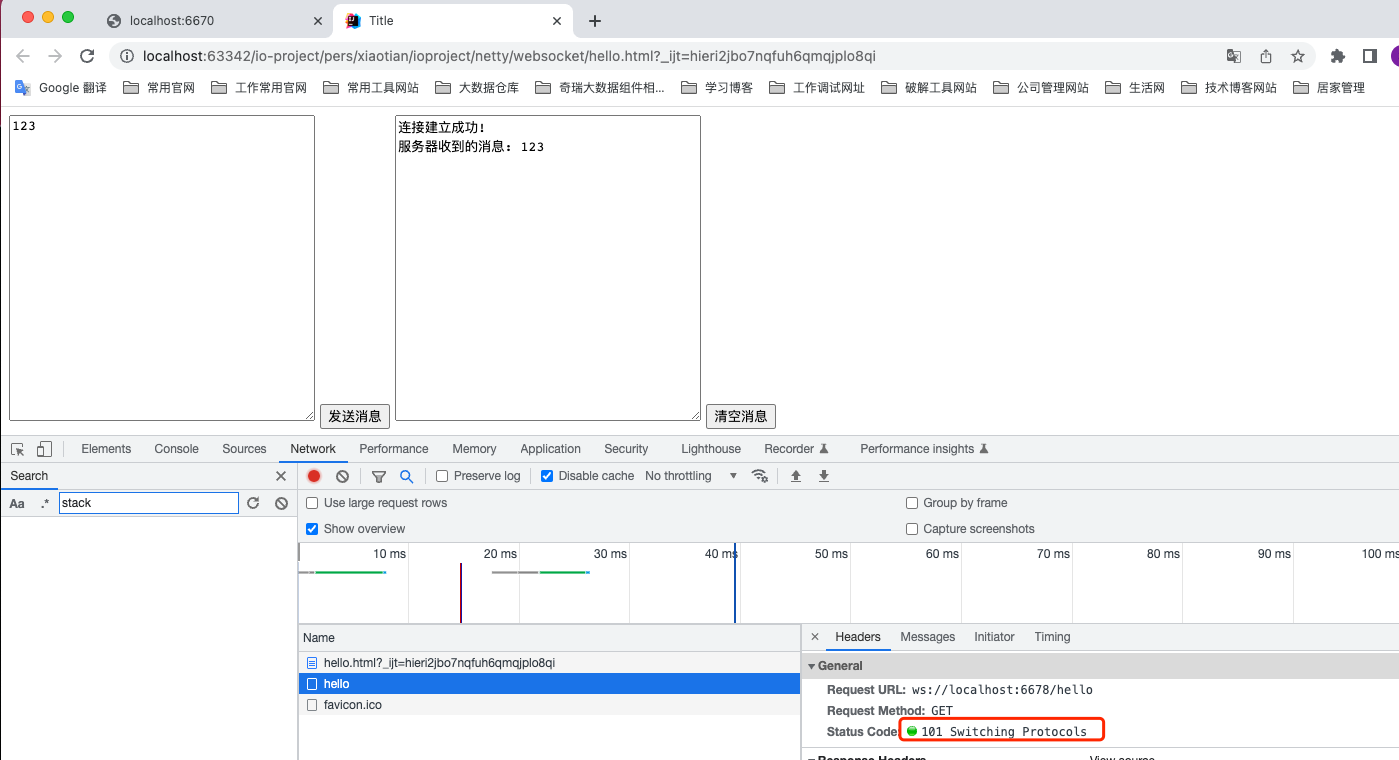 localhost:6670
Title
localhost:63342/io-project/pers/xiaotian/ioproject/netty/websocket/hello.html?_ijt=hieri2jbo7nqfuh6qmqjplo8qi
Google 翻译 常用官网 工作常用官网 常用工具网站 大数据仓库 奇瑞大数据组件相... 学习博客 工作调试网址 破解工具网站 公司管理网站 生活网 技术博客网站 居家管理
123
连接建立成功!
服务器收到的消息: 123
发送消息
清空消息
Elements Console Sources Network Performance Memory Application Security Lighthouse Recorder Performance insights
Search
Preserve log Disable cache No throttling
Aa .* stack
Use large request rows Group by frame
Show overview Capture screenshots
10 ms 20 ms 30 ms 40 ms 50 ms 60 ms 70 ms 80 ms 90 ms 100 ms
Name
Headers Messages Initiator Timing
hello.html?_ijt=hieri2jbo7nqfuh6qmqjplo8qi
hello
favicon.ico
General
Request URL: ws://localhost:6678/hello
Request Method: GET
Status Code: 101 Switching Protocols
Response Headers View source